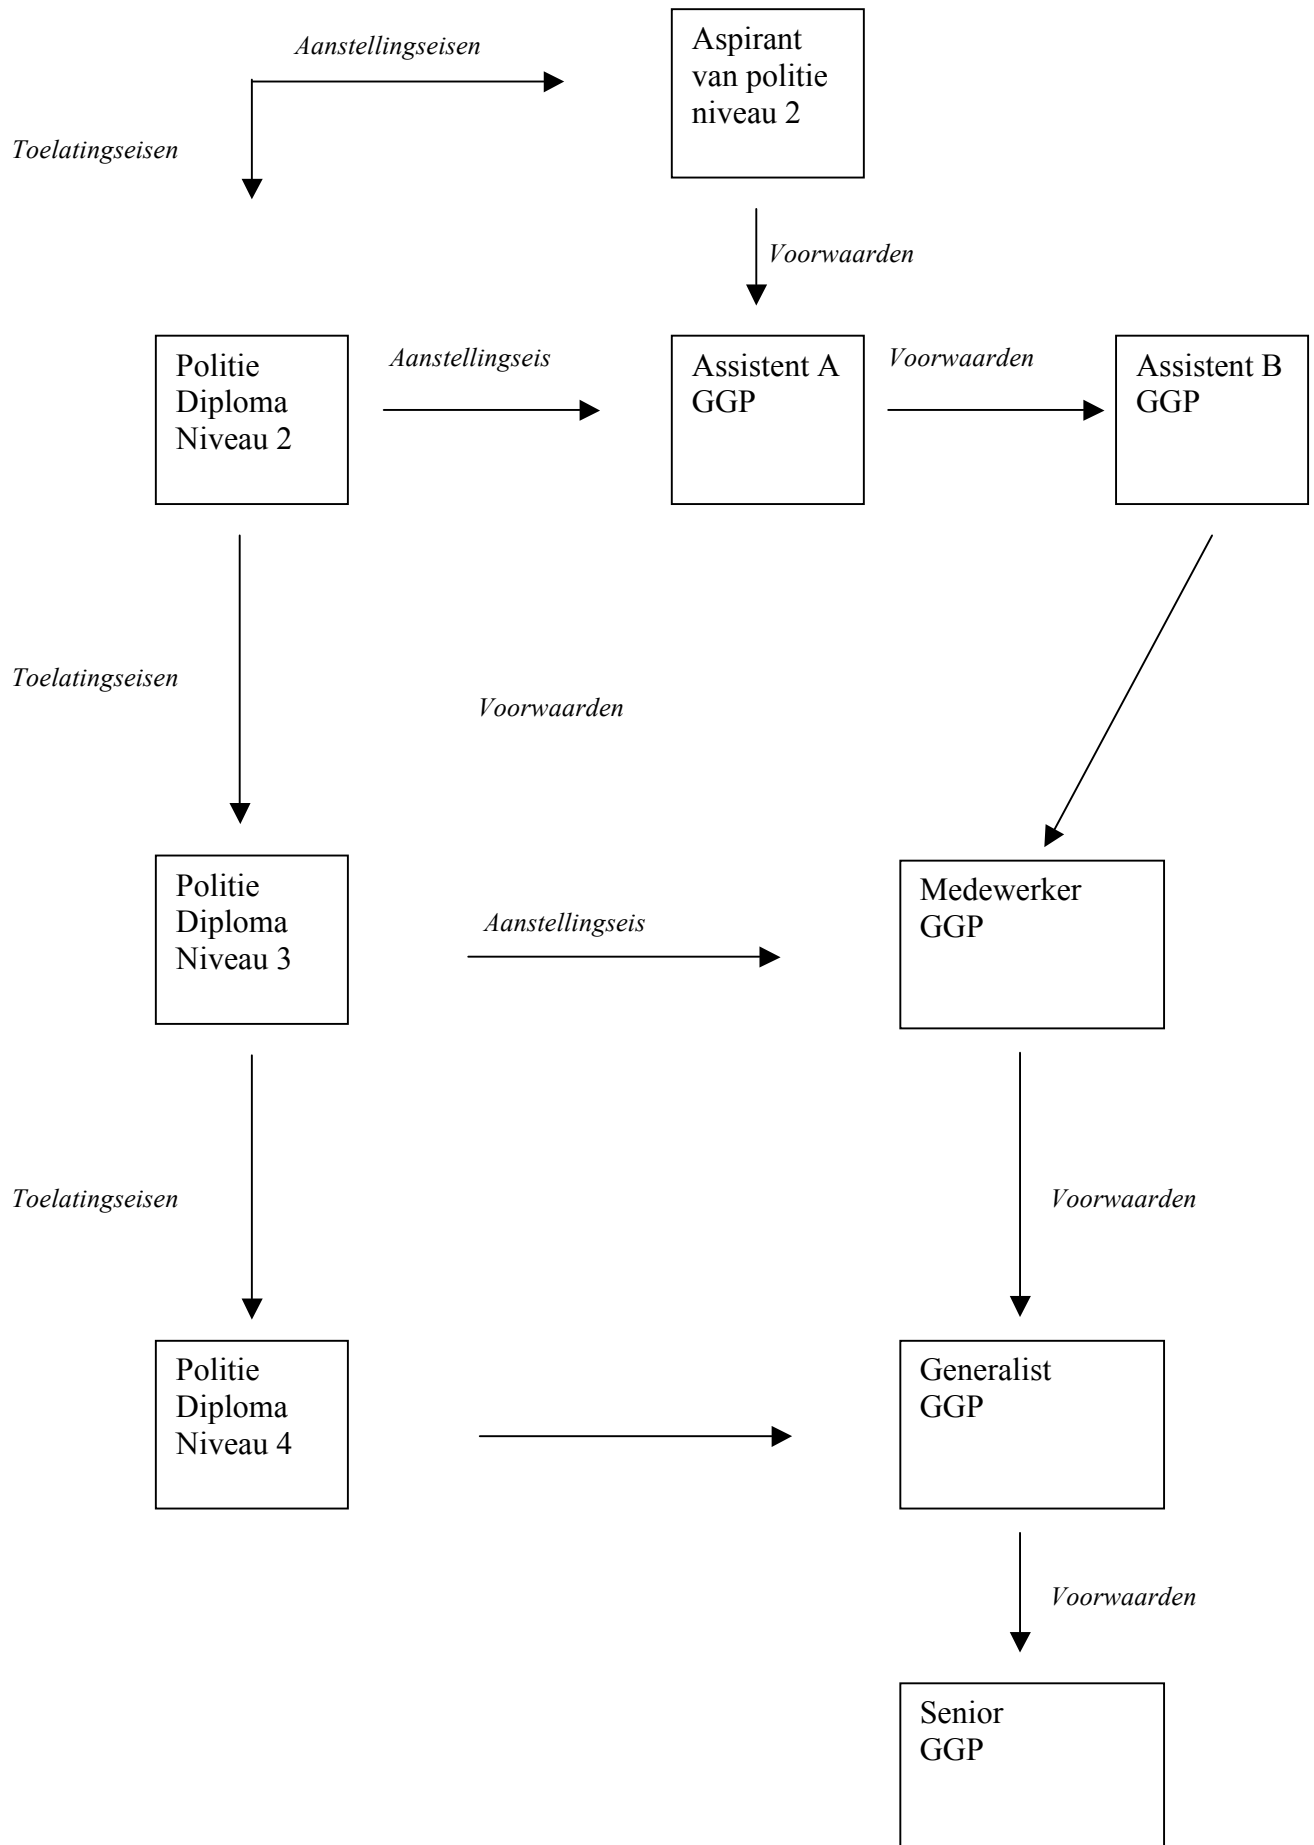 Aanstellingseisen
Aspirant
van politie
niveau 2
Toelatingseisen
Voorwaarden
Politie
Diploma
Niveau 2
Aanstellingseis
Assistent A
GGP
Voorwaarden
Assistent B
GGP
Toelatingseisen
Voorwaarden
Politie
Diploma
Niveau 3
Aanstellingseis
Medewerker
GGP
Toelatingseisen
Voorwaarden
Politie
Diploma
Niveau 4
Generalist
GGP
Voorwaarden
Senior
GGP